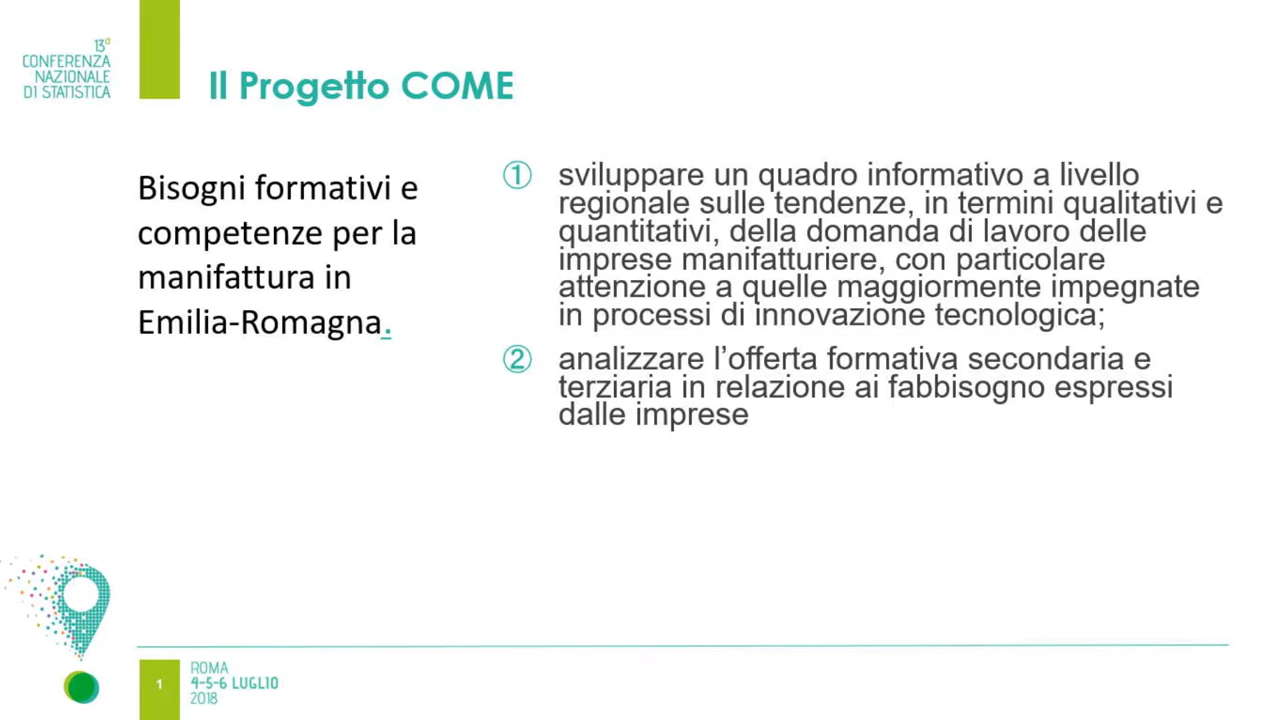 13ª
CONFERENZA
NAZIONALE
DI STATISTICA
Il Progetto COME
Bisogni formativi e
competenze per la
manifattura in
Emilia-Romagna.
① sviluppare un quadro informativo a livello
regionale sulle tendenze, in termini qualitativi e
quantitativi, della domanda di lavoro delle
imprese manifatturiere, con particolare
attenzione a quelle maggiormente impegnate
in processi di innovazione tecnologica;
② analizzare l’offerta formativa secondaria e
terziaria in relazione ai fabbisogno espressi
dalle imprese
1
ROMA
4-5-6 LUGLIO
2018